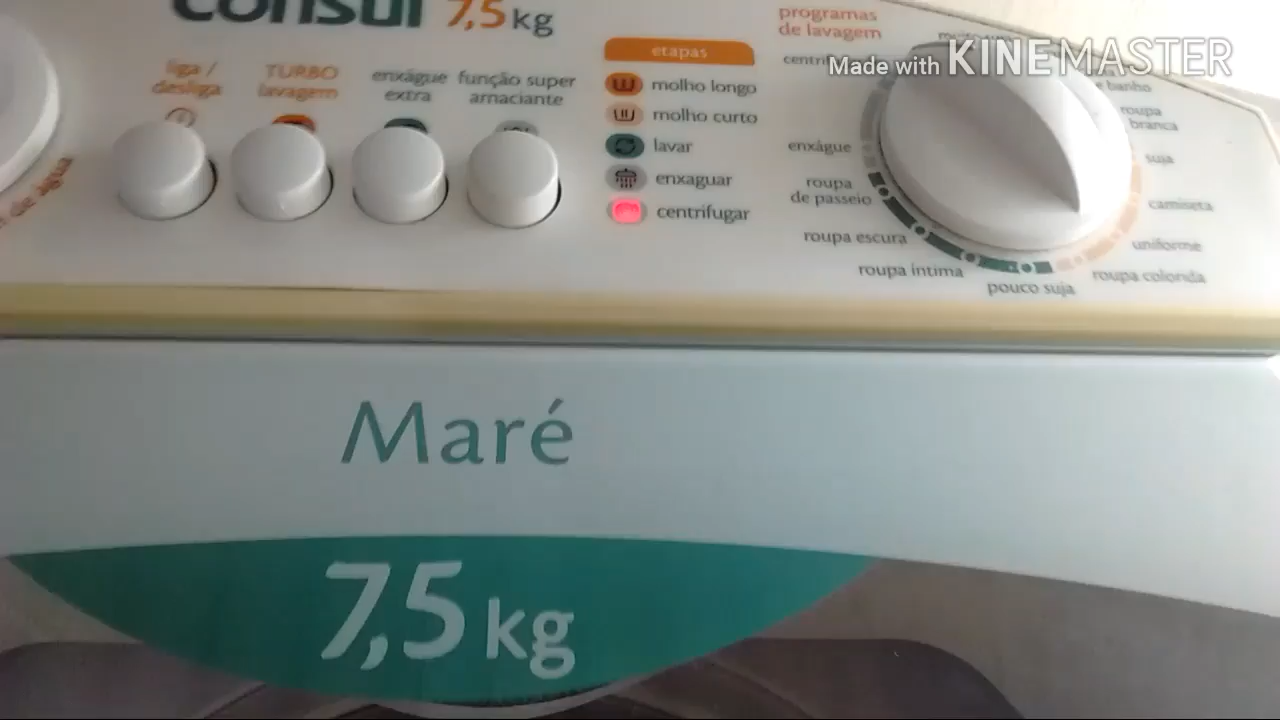 consul 7,5 kg
liga /
desliga
TURBO
lavagem
enxágue
extra
função super
amaciante
etapas
molho longo
molho curto
lavar
enxaguar
centrifugar
programas
de lavagem
enxágue
roupa
de passeio
roupa escura
roupa íntima
pouco suja
roupa colorida
uniforme
camiseta
suja
roupa
branca
banho
de água
Made with KINEMASTER
Maré
7,5 kg